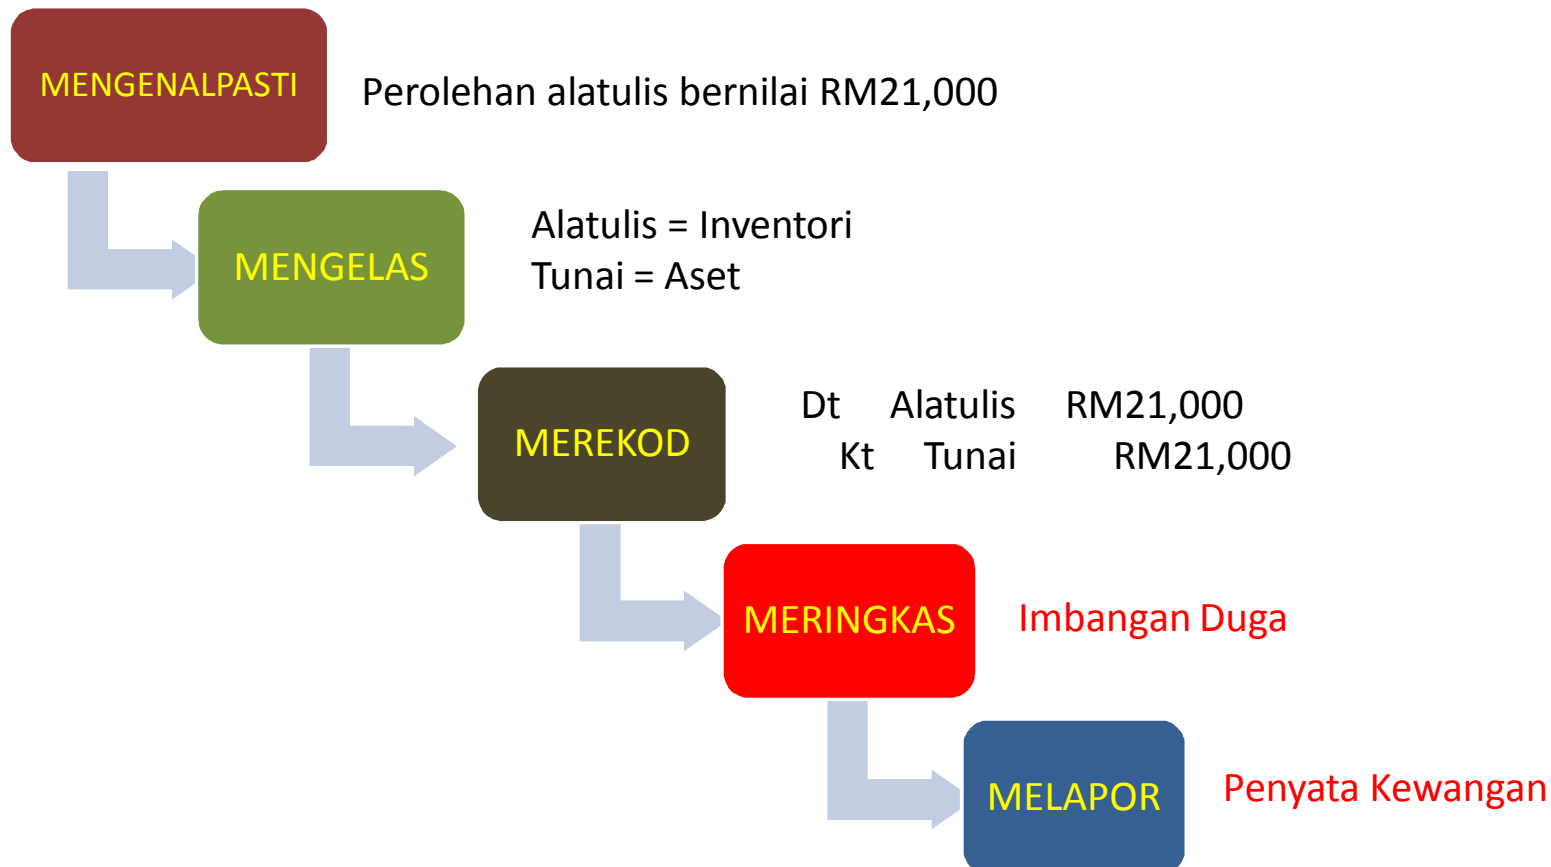 MENGENALPASTI
Perolehan alatulis bernilai RM21,000
MENGELAS
Alatulis = Inventori
Tunai = Aset
MEREKOD
Dt Alatulis RM21,000
Kt Tunai RM21,000
MERINGKAS
Imbangan Duga
MELAPOR
Penyata Kewangan